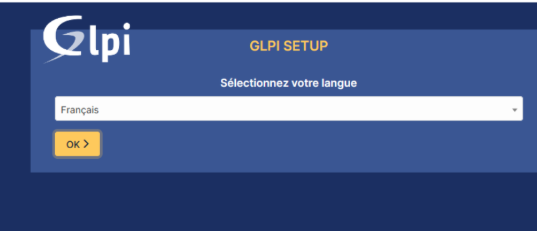 Glpi
GLPI SETUP
Sélectionnez votre langue
Français
OK >